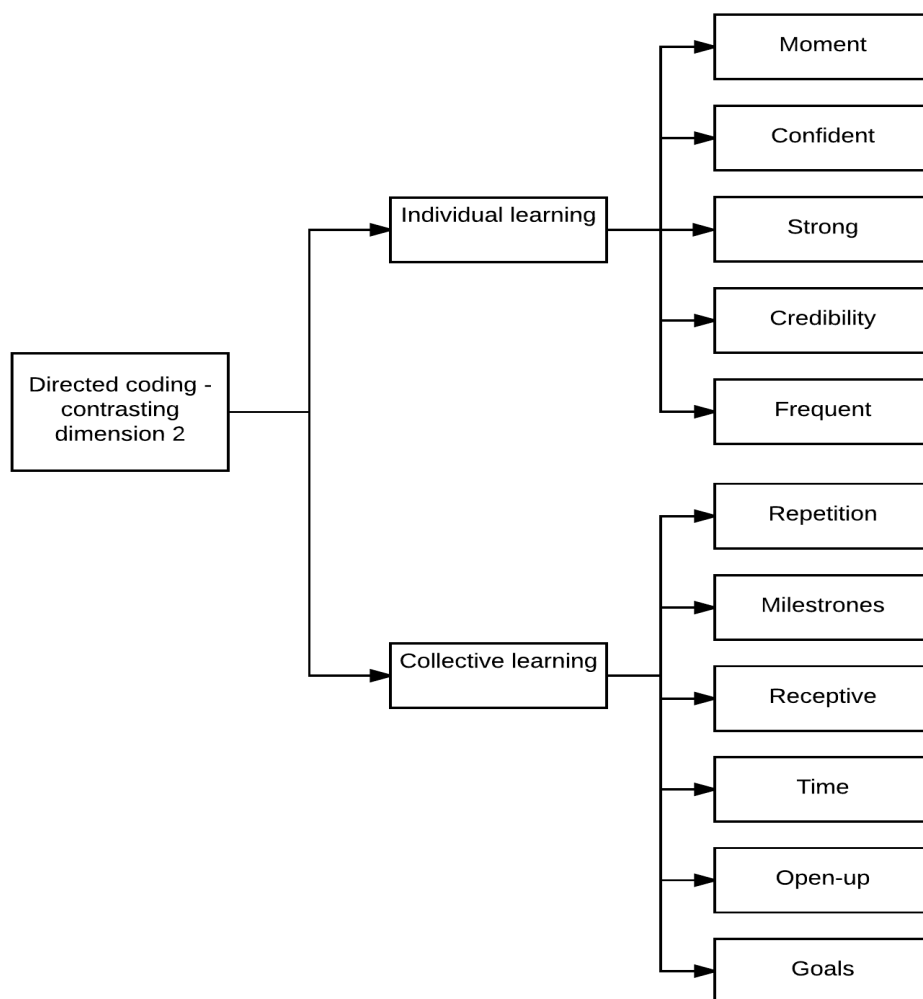 Directed coding -
contrasting
dimension 2
Individual learning
Moment
Confident
Strong
Credibility
Frequent
Collective learning
Repetition
Milestrones
Receptive
Time
Open-up
Goals